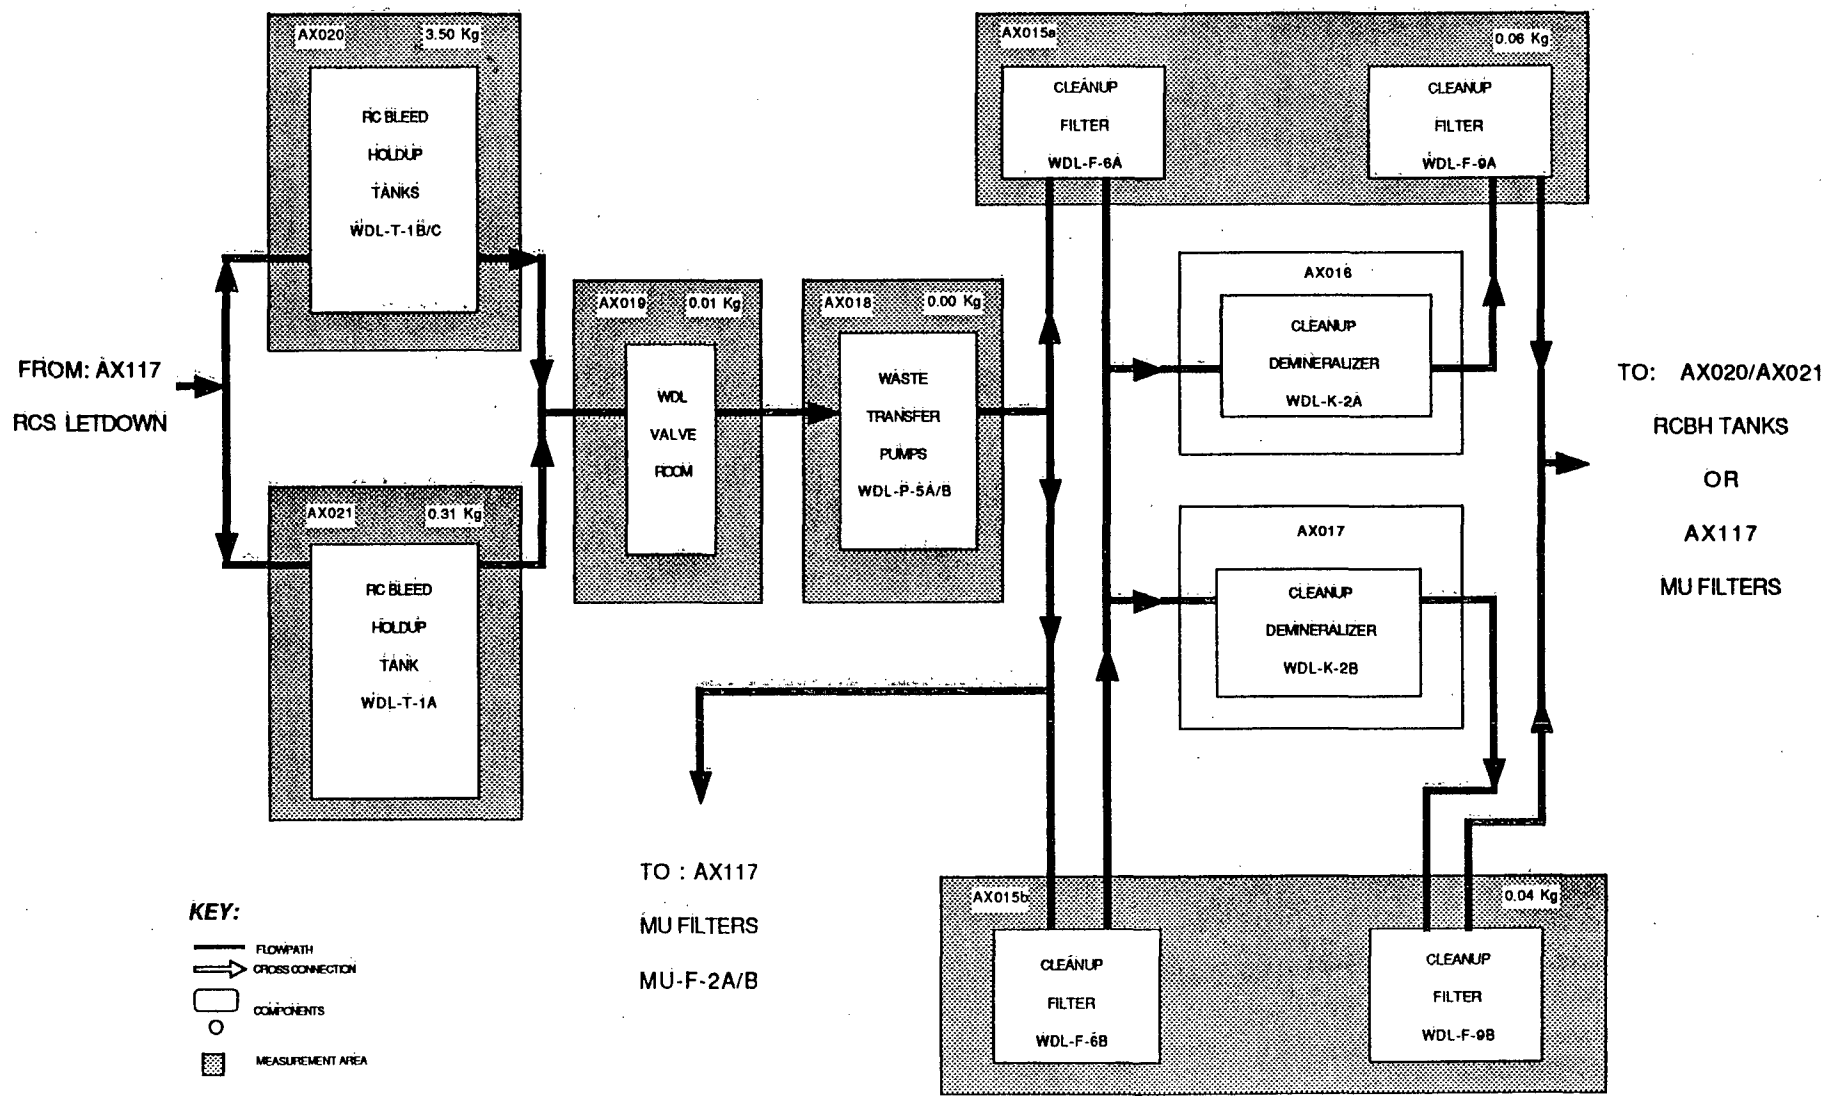 AX020 3.50 Kg
RC BLEED
HOLDUP
TANKS
WDL-T-1B/C
FROM: AX117
RCS LETDOWN
AX021 0.31 Kg
RC BLEED
HOLDUP
TANK
WDL-T-1A
AX019 0.01 Kg
WDL
VALVE
ROOM
AX018 0.00 Kg
WASTE
TRANSFER
PUMPS
WDL-P-5A/B
AX015a 0.06 Kg
CLEANUP
FILTER
WDL-F-6A
CLEANUP
FILTER
WDL-F-9A
AX016
CLEANUP
DEMINERALIZER
WDL-K-2A
AX017
CLEANUP
DEMINERALIZER
WDL-K-2B
TO: AX020/AX021
RCBH TANKS
OR
AX117
MU FILTERS
TO : AX117
MU FILTERS
MU-F-2A/B
AX015b 0.04 Kg
CLEANUP
FILTER
WDL-F-6B
CLEANUP
FILTER
WDL-F-9B
KEY:
FLOWPATH
CROSS CONNECTION
COMPONENTS
MEASUREMENT AREA